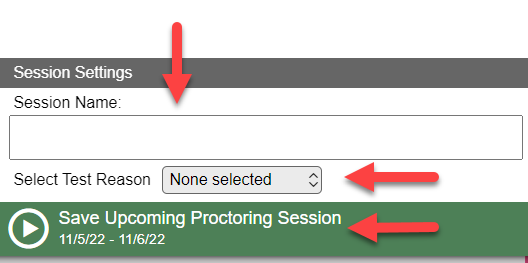 Session Settings
Session Name:
Select Test Reason None selected
Save Upcoming Proctoring Session
11/5/22 - 11/6/22